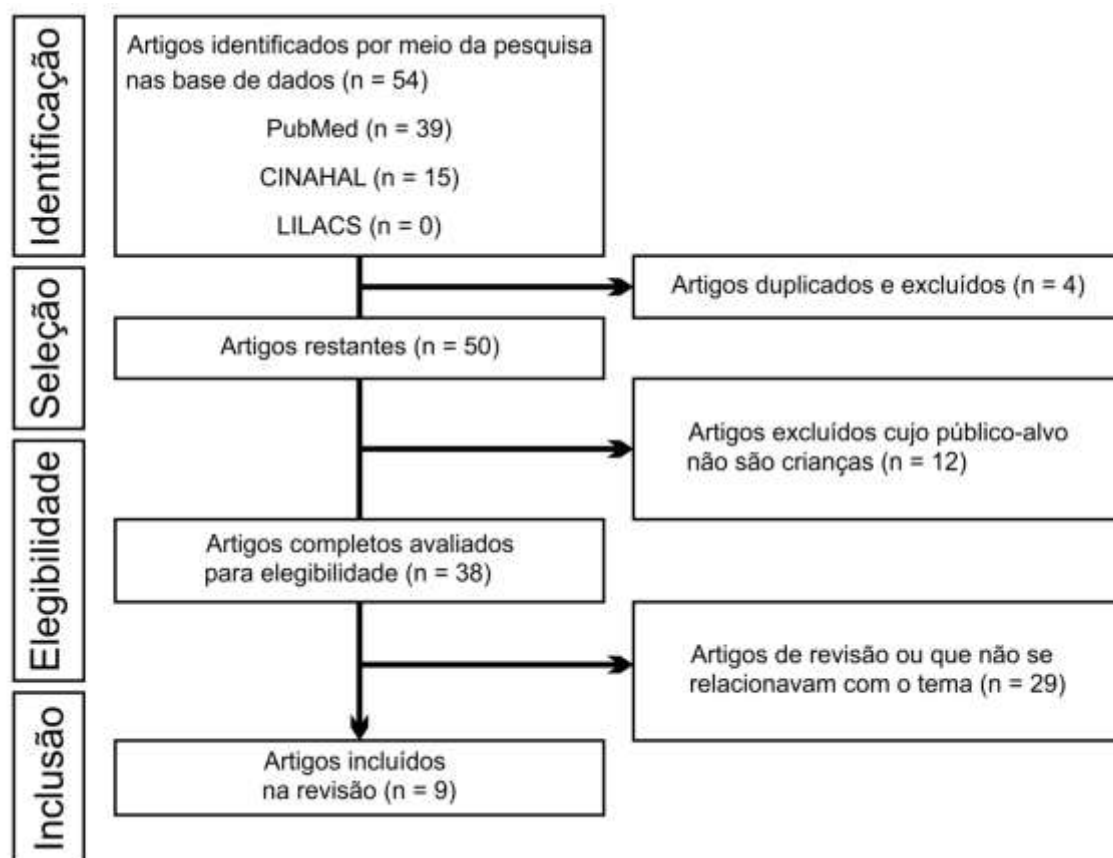 Identificação
Artigos identificados por meio da pesquisa
nas base de dados (n = 54)
PubMed (n = 39)
CINAHAL (n = 15)
LILACS (n = 0)
Seleção
Artigos duplicados e excluídos (n = 4)
Artigos restantes (n = 50)
Artigos excluídos cujo público-alvo
não são crianças (n = 12)
Elegibilidade
Artigos completos avaliados
para elegibilidade (n = 38)
Artigos de revisão ou que não se
relacionavam com o tema (n = 29)
Inclusão
Artigos incluídos
na revisão (n = 9)